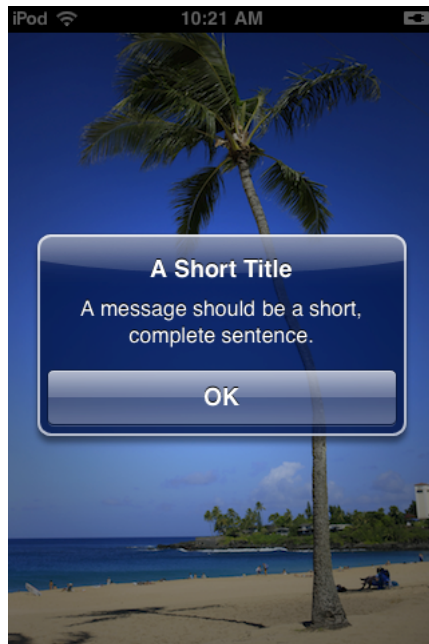 iPod 10:21 AM
A Short Title
A message should be a short,
complete sentence.
OK